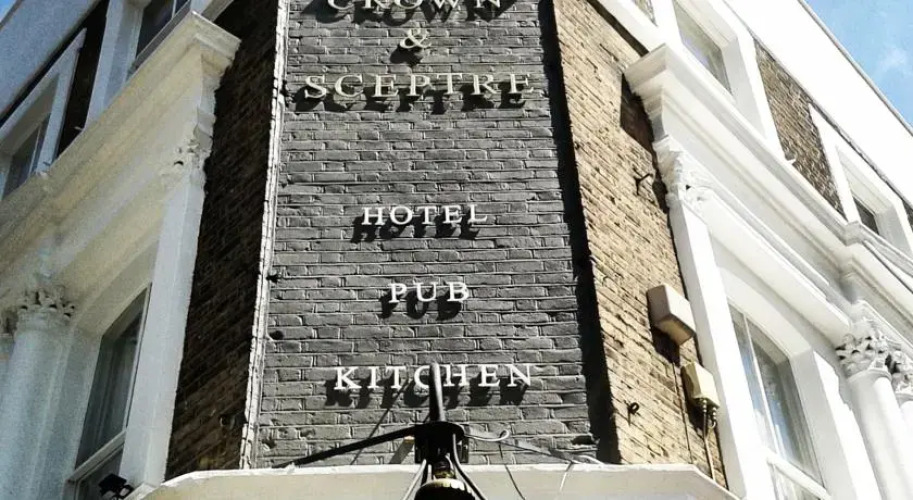 CROWN
&
SCEPTRE
HOTEL
PUB
KITCHEN